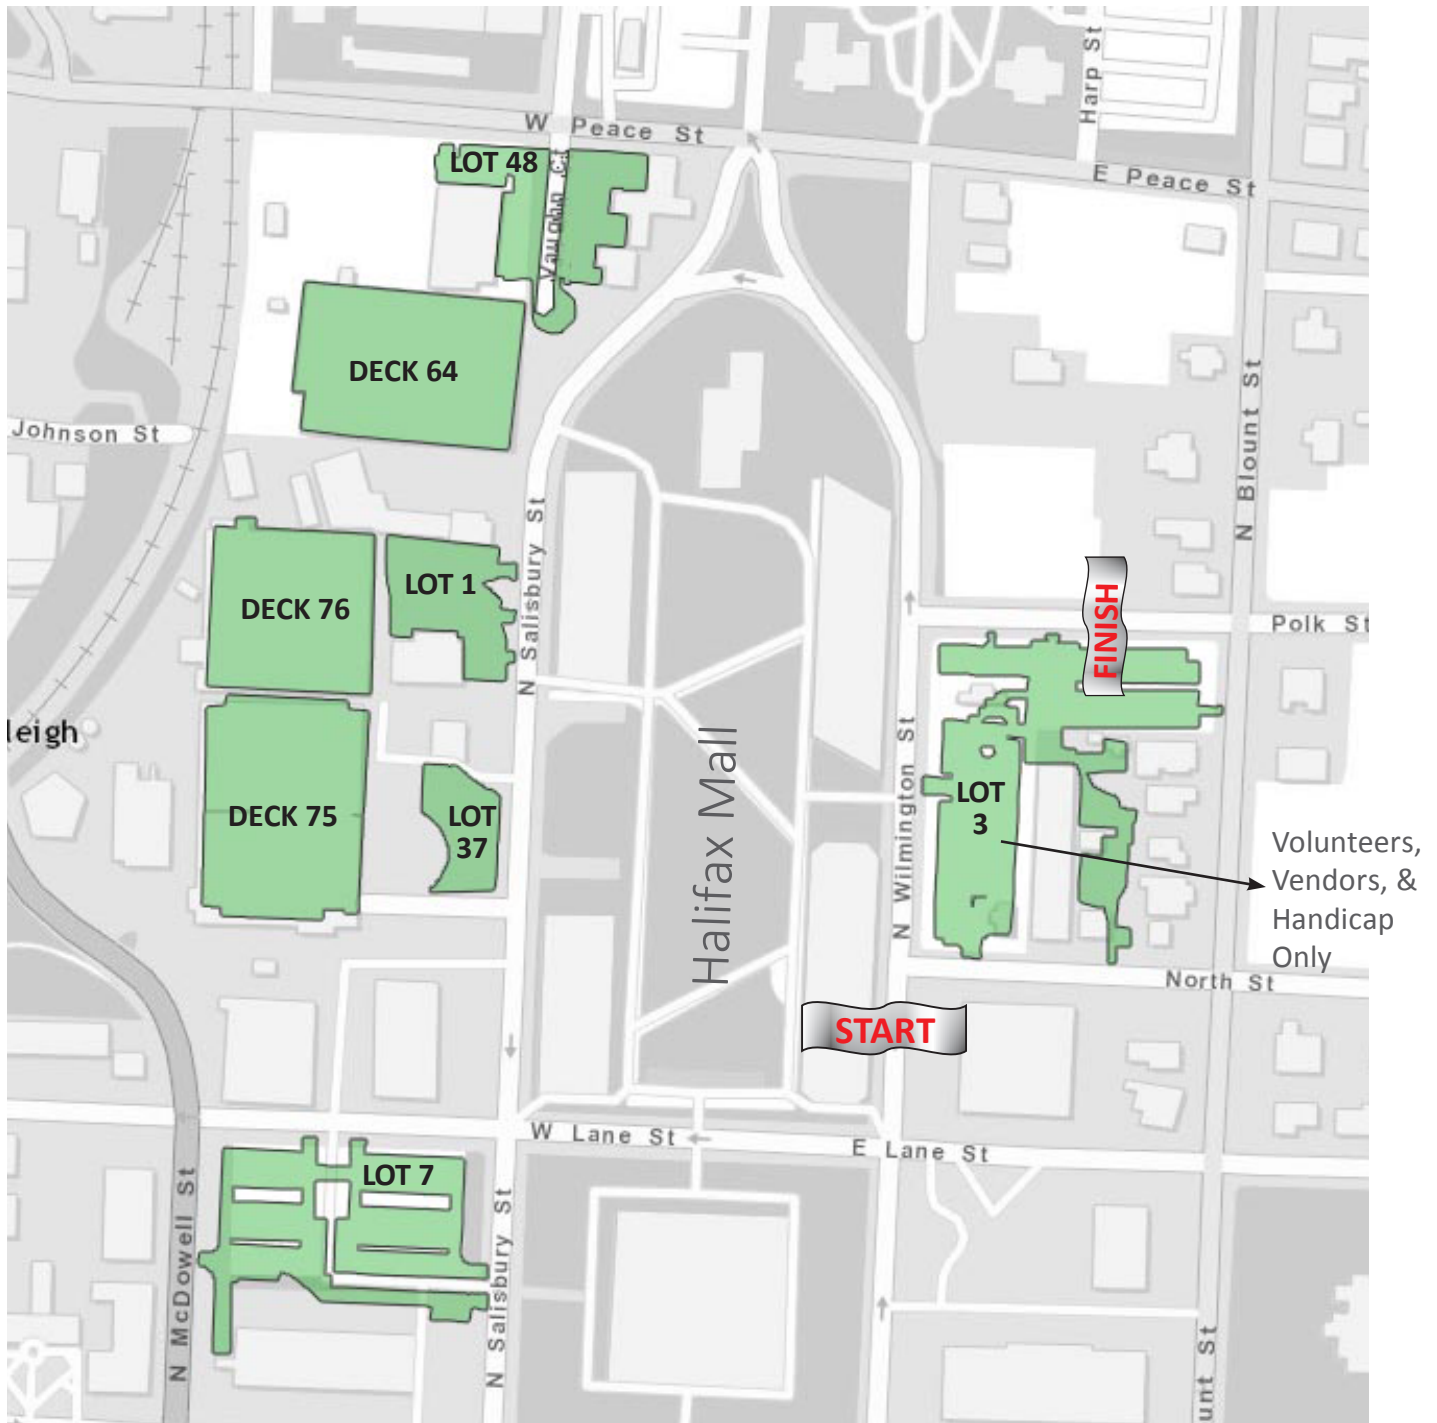 Harp St
W Peace St
E Peace St
LOT 48
Vaughn Ct
DECK 64
Johnson St
N Blount St
N Salisbury St
DECK 76
LOT 1
FINISH
Polk St
leigh
Halifax Mall
N Wilmington St
DECK 75
LOT
37
LOT
3
Volunteers,
Vendors, &
Handicap
Only
North St
START
W Lane St
E Lane St
LOT 7
N McDowell St
N Salisbury St
unt St